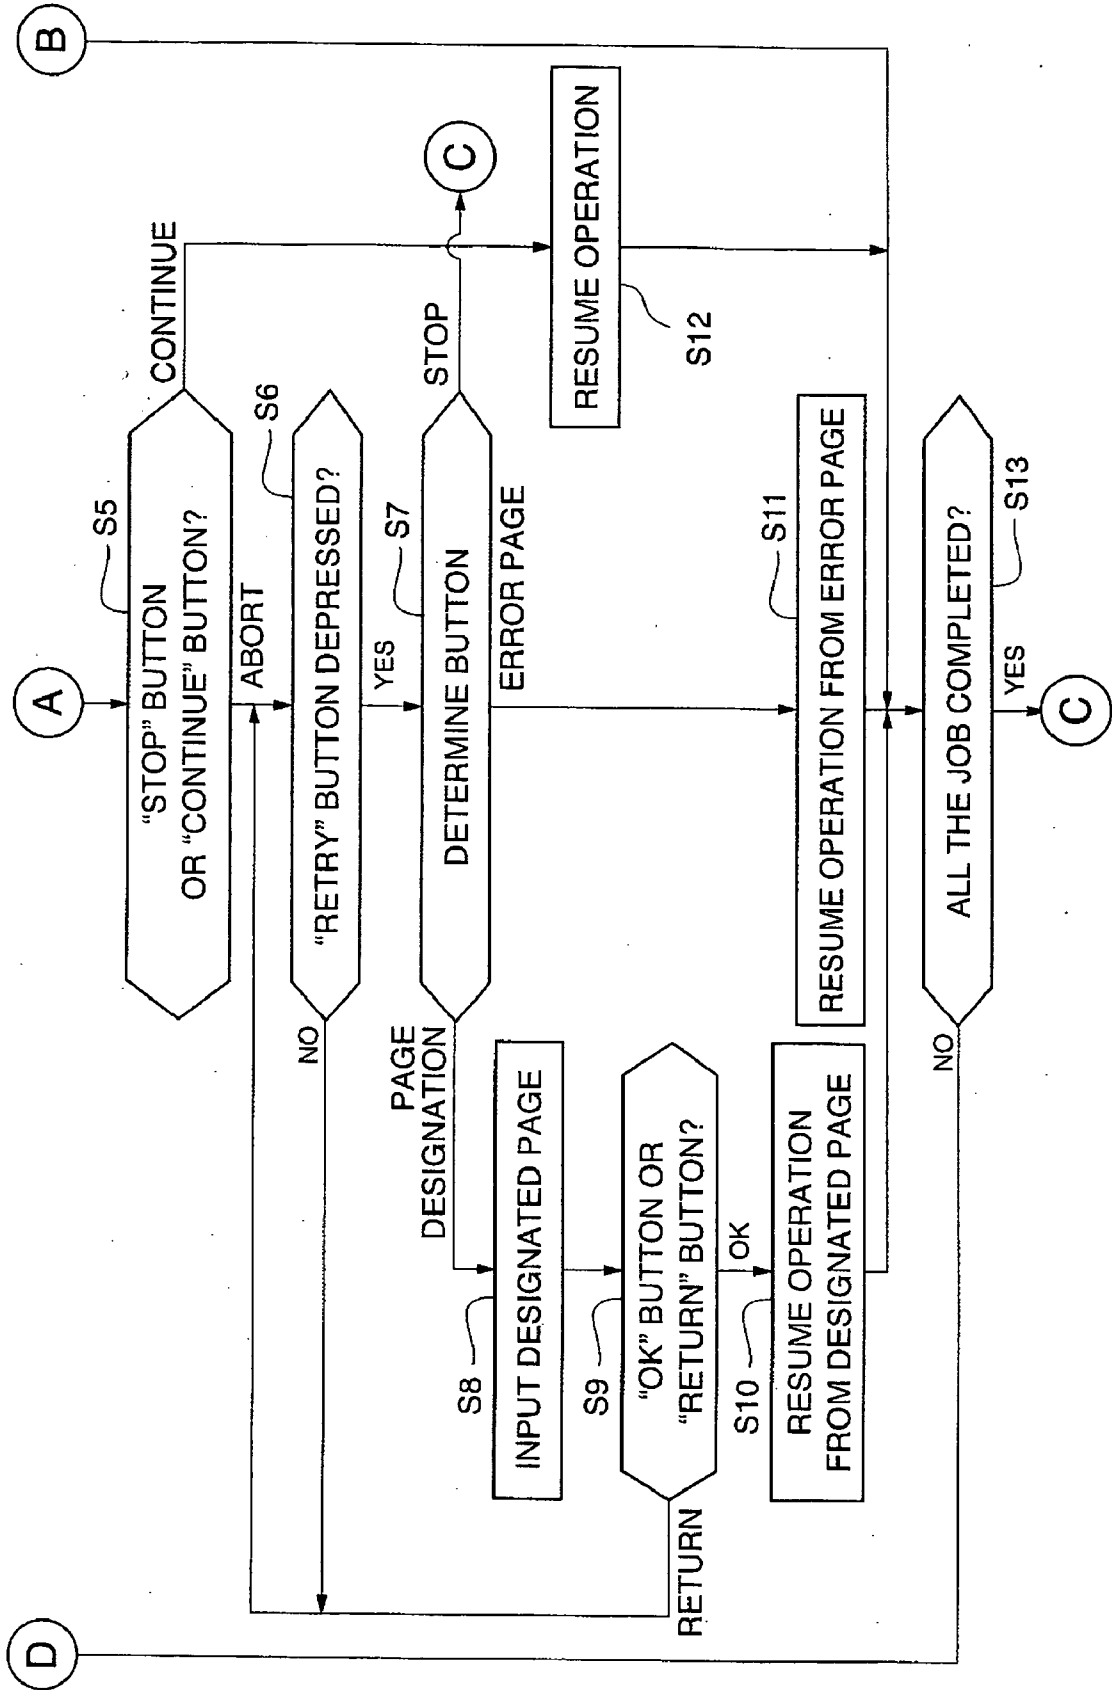 A
B
S5
"STOP" BUTTON
OR "CONTINUE" BUTTON?
CONTINUE
ABORT
S6
"RETRY" BUTTON DEPRESSED?
NO
YES
S7
DETERMINE BUTTON
STOP
C
PAGE
DESIGNATION
ERROR PAGE
S8
INPUT DESIGNATED PAGE
S9
"OK" BUTTON OR
"RETURN" BUTTON?
RETURN
OK
S10
RESUME OPERATION
FROM DESIGNATED PAGE
S11
RESUME OPERATION FROM ERROR PAGE
RESUME OPERATION
S12
ALL THE JOB COMPLETED?
S13
NO
YES
C
D